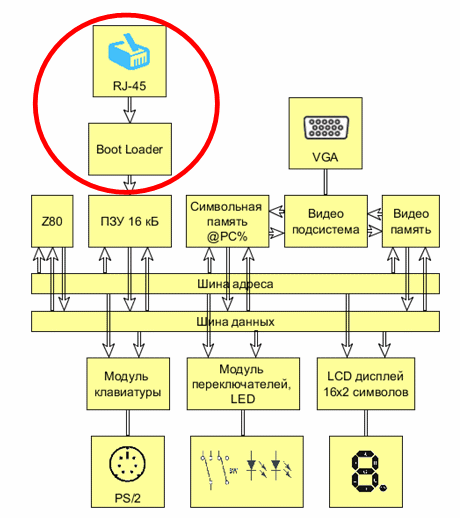 RJ-45
Boot Loader
VGA
Z80
ПЗУ 16 кБ
Символьная
память
@PC%
Видео
подсистема
Видео
память
Шина адреса
Шина данных
Модуль
клавиатуры
Модуль
переключателей,
LED
LCD дисплей
16x2 символов
PS/2
SW